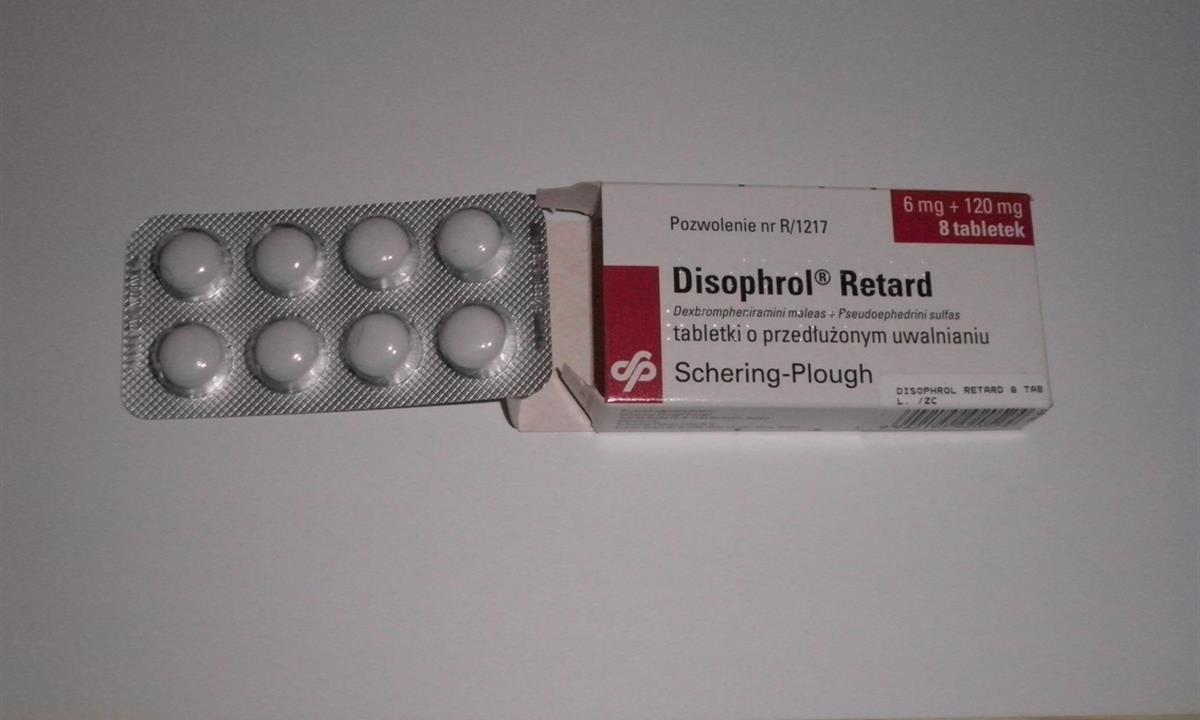 6 mg + 120 mg
8 tabletek
Pozwolenie nr R/1217
Disophrol® Retard
Dexbrompheniramini maleas + Pseudoephedrini sulfas
tabletki o przedłużonym uwalnianiu
Schering-Plough
DISOPHROL RETARD 8 TAB
L. /ZC